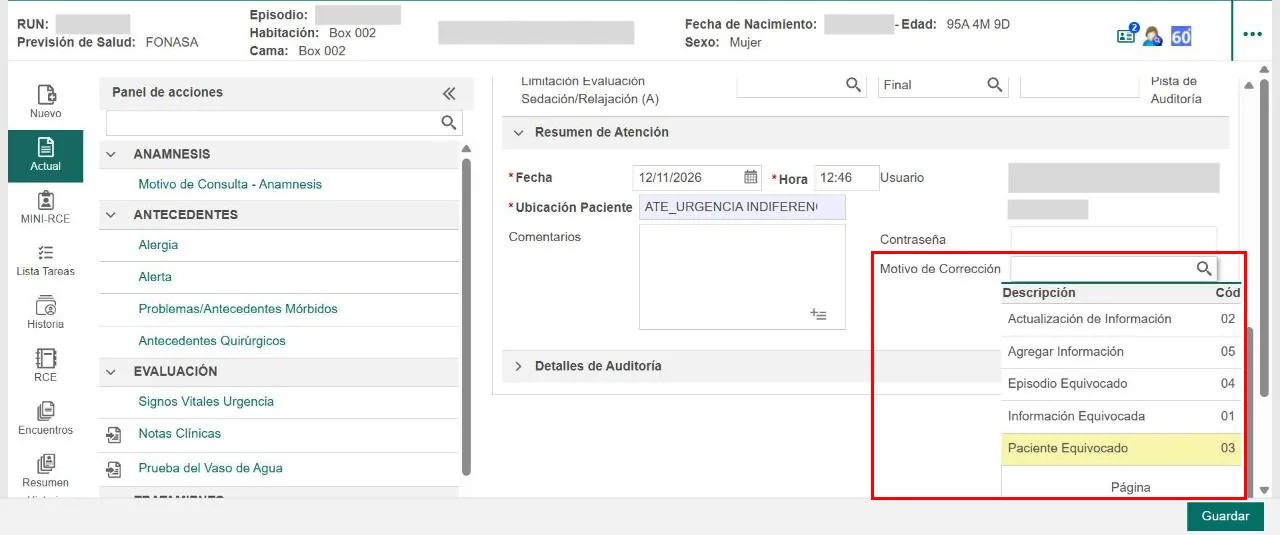 RUN:
Previsión de Salud: FONASA
Episodio:
Habitación: Box 002
Cama: Box 002
Fecha de Nacimiento: - Edad: 95A 4M 9D
Sexo: Mujer
2
60
Nuevo
Actual
MINI-RCE
Lista Tareas
Historia
RCE
Encuentros
Resumen
Panel de acciones
ANAMNESIS
Motivo de Consulta - Anamnesis
ANTECEDENTES
Alergia
Alerta
Problemas/Antecedentes Mórbidos
Antecedentes Quirúrgicos
EVALUACIÓN
Signos Vitales Urgencia
Notas Clínicas
Prueba del Vaso de Agua
TRATAMIENTO
Limitación Evaluación
Sedación/Relajación (A)
Final
Pista de
Auditoría
Resumen de Atención
* Fecha 12/11/2026 * Hora 12:46 Usuario
* Ubicación Paciente ATE_URGENCIA INDIFEREN
Comentarios
Contraseña
Motivo de Corrección
Descripción Cód
Actualización de Información 02
Agregar Información 05
Episodio Equivocado 04
Información Equivocada 01
Paciente Equivocado 03
Página
Detalles de Auditoría
Guardar